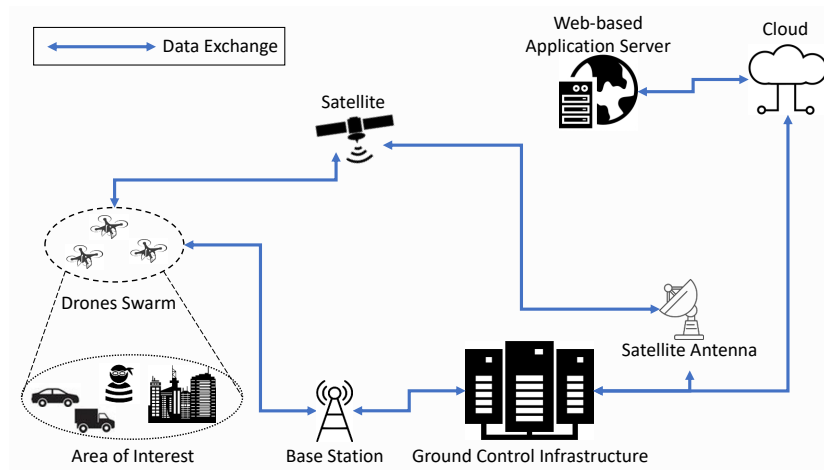 Data Exchange
Web-based
Application Server
Cloud
Satellite
Drones Swarm
Satellite Antenna
Area of Interest
Base Station
Ground Control Infrastructure